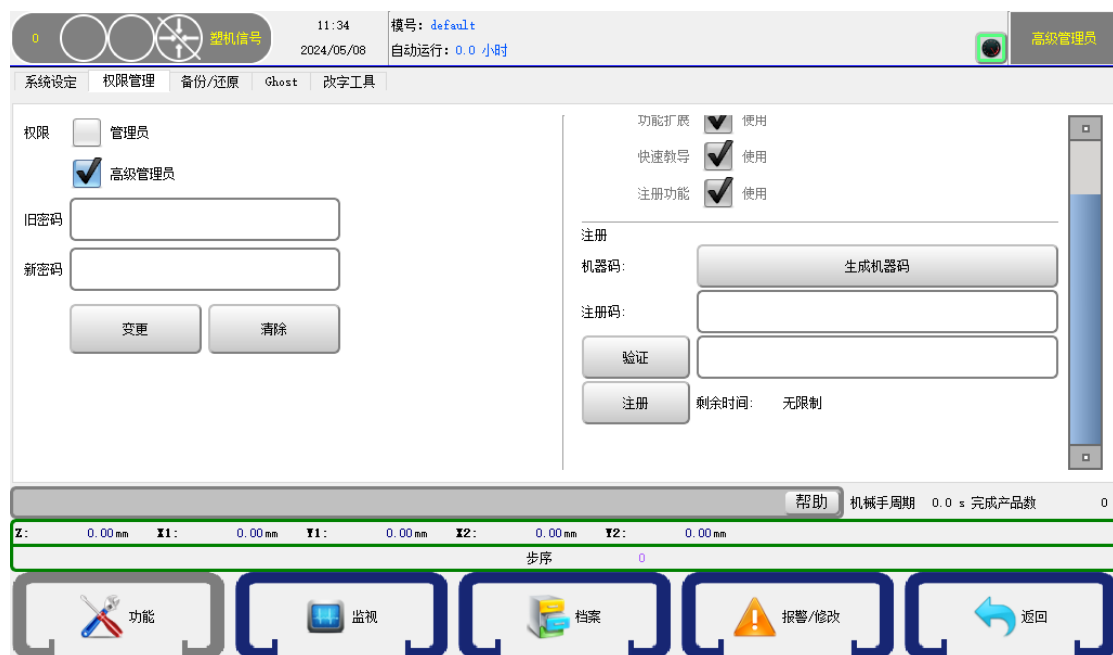 0 塑机信号 11:34 模号: default 高级管理员
2024/05/08 自动运行: 0.0 小时
系统设定 权限管理 备份/还原 Ghost 改字工具
权限 管理员
高级管理员
旧密码
新密码
变更 清除
功能扩展 使用
快速教导 使用
注册功能 使用
注册
机器码: 生成机器码
注册码:
验证
注册 剩余时间: 无限制
帮助 机械手周期 0.0 s 完成产品数 0
Z: 0.00mm X1: 0.00mm Y1: 0.00mm X2: 0.00mm Y2: 0.00mm
步序 0
功能 监视 档案 报警/修改 返回